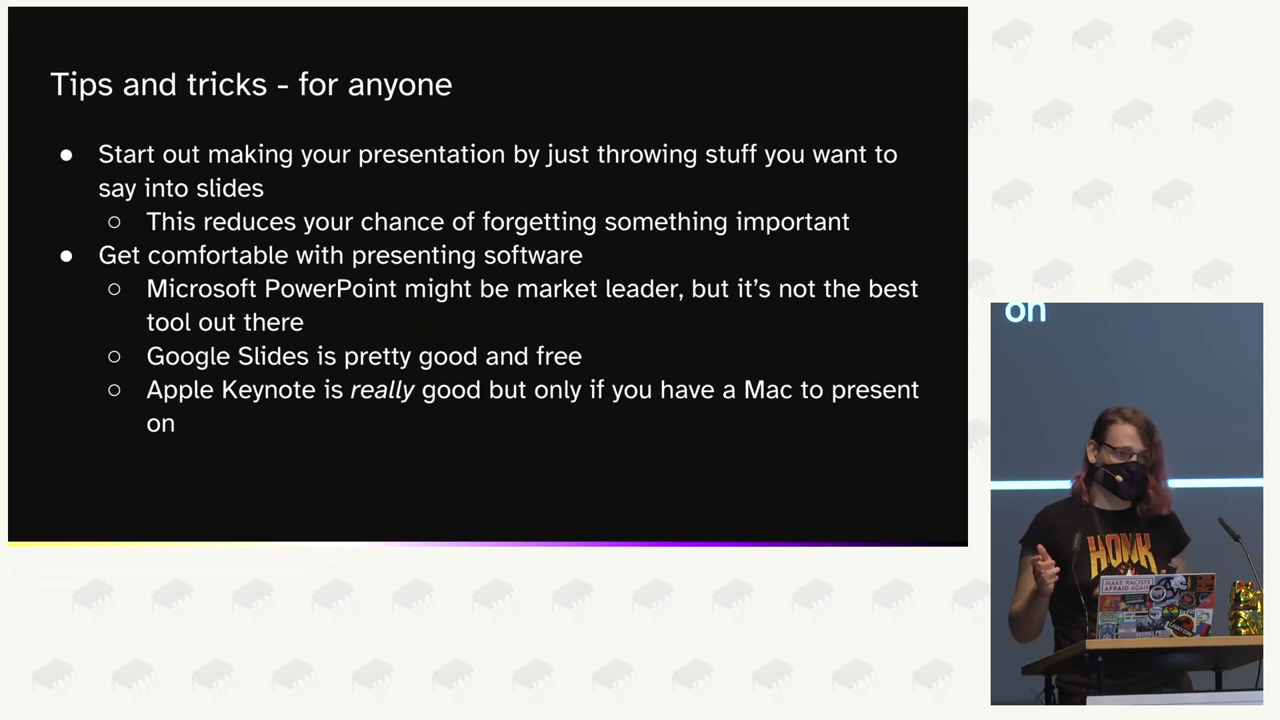 Tips and tricks - for anyone
● Start out making your presentation by just throwing stuff you want to
say into slides
○ This reduces your chance of forgetting something important
● Get comfortable with presenting software
○ Microsoft PowerPoint might be market leader, but it’s not the best
tool out there
○ Google Slides is pretty good and free
○ Apple Keynote is really good but only if you have a Mac to present
on
on
HONK
MAKE RACISTS
AFRAID AGAIN